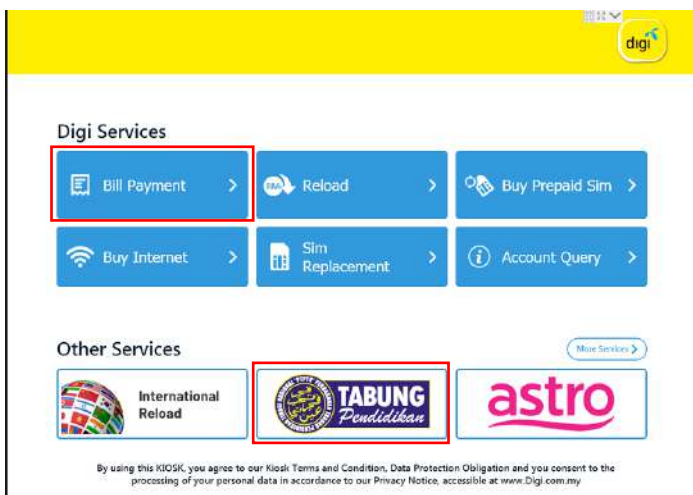 digi
Digi Services
Bill Payment
Reload
Buy Prepaid Sim
Buy Internet
Sim
Replacement
Account Query
Other Services
More Services
International
Reload
TABUNG
Pendidikan
astro
By using this KIOSK, you agree to our Kiosk Terms and Condition, Data Protection Obligation and you consent to the
processing of your personal data in accordance to our Privacy Notice, accessible at www.Digi.com.my